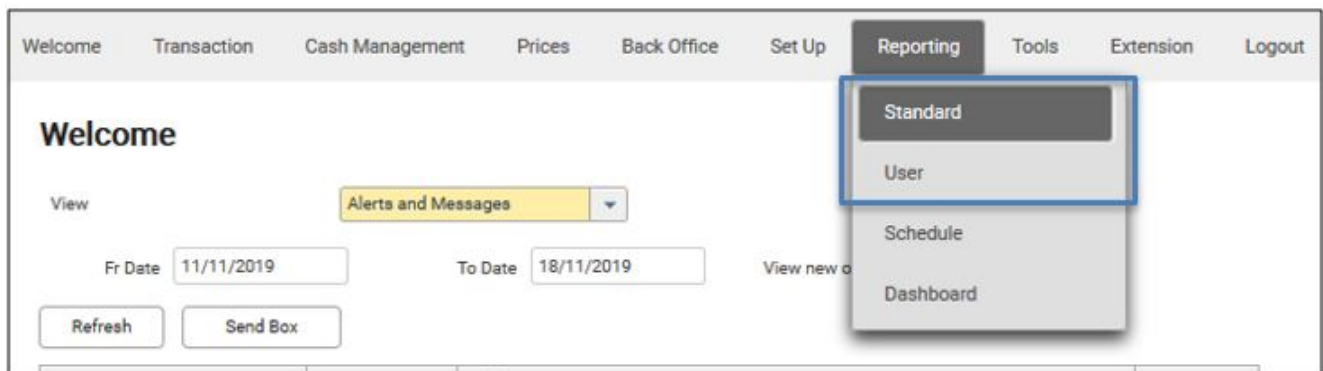 Welcome Transaction Cash Management Prices Back Office Set Up Reporting Tools Extension Logout
Standard
Welcome
User
View Alerts and Messages
Schedule
Fr Date 11/11/2019 To Date 18/11/2019 View new
Dashboard
Refresh Send Box